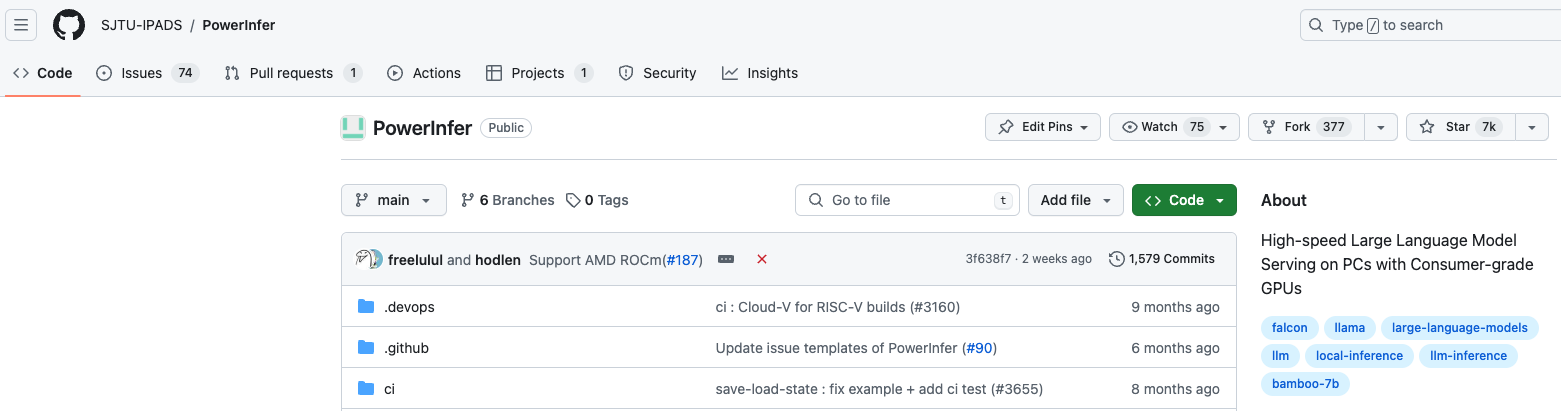 SJTU-IPADS / PowerInfer
Type / to search
Code Issues 74 Pull requests 1 Actions Projects 1 Security Insights
PowerInfer Public
Edit Pins Watch 75 Fork 377 Star 7k
main 6 Branches 0 Tags Go to file t Add file Code
About
High-speed Large Language Model
Serving on PCs with Consumer-grade
GPUs
falcon llama large-language-models
llm local-inference llm-inference
bamboo-7b
freelulul and hodlen Support AMD ROCm(#187) 3f638f7 · 2 weeks ago 1,579 Commits
.devops ci : Cloud-V for RISC-V builds (#3160) 9 months ago
.github Update issue templates of PowerInfer (#90) 6 months ago
ci save-load-state : fix example + add ci test (#3655) 8 months ago